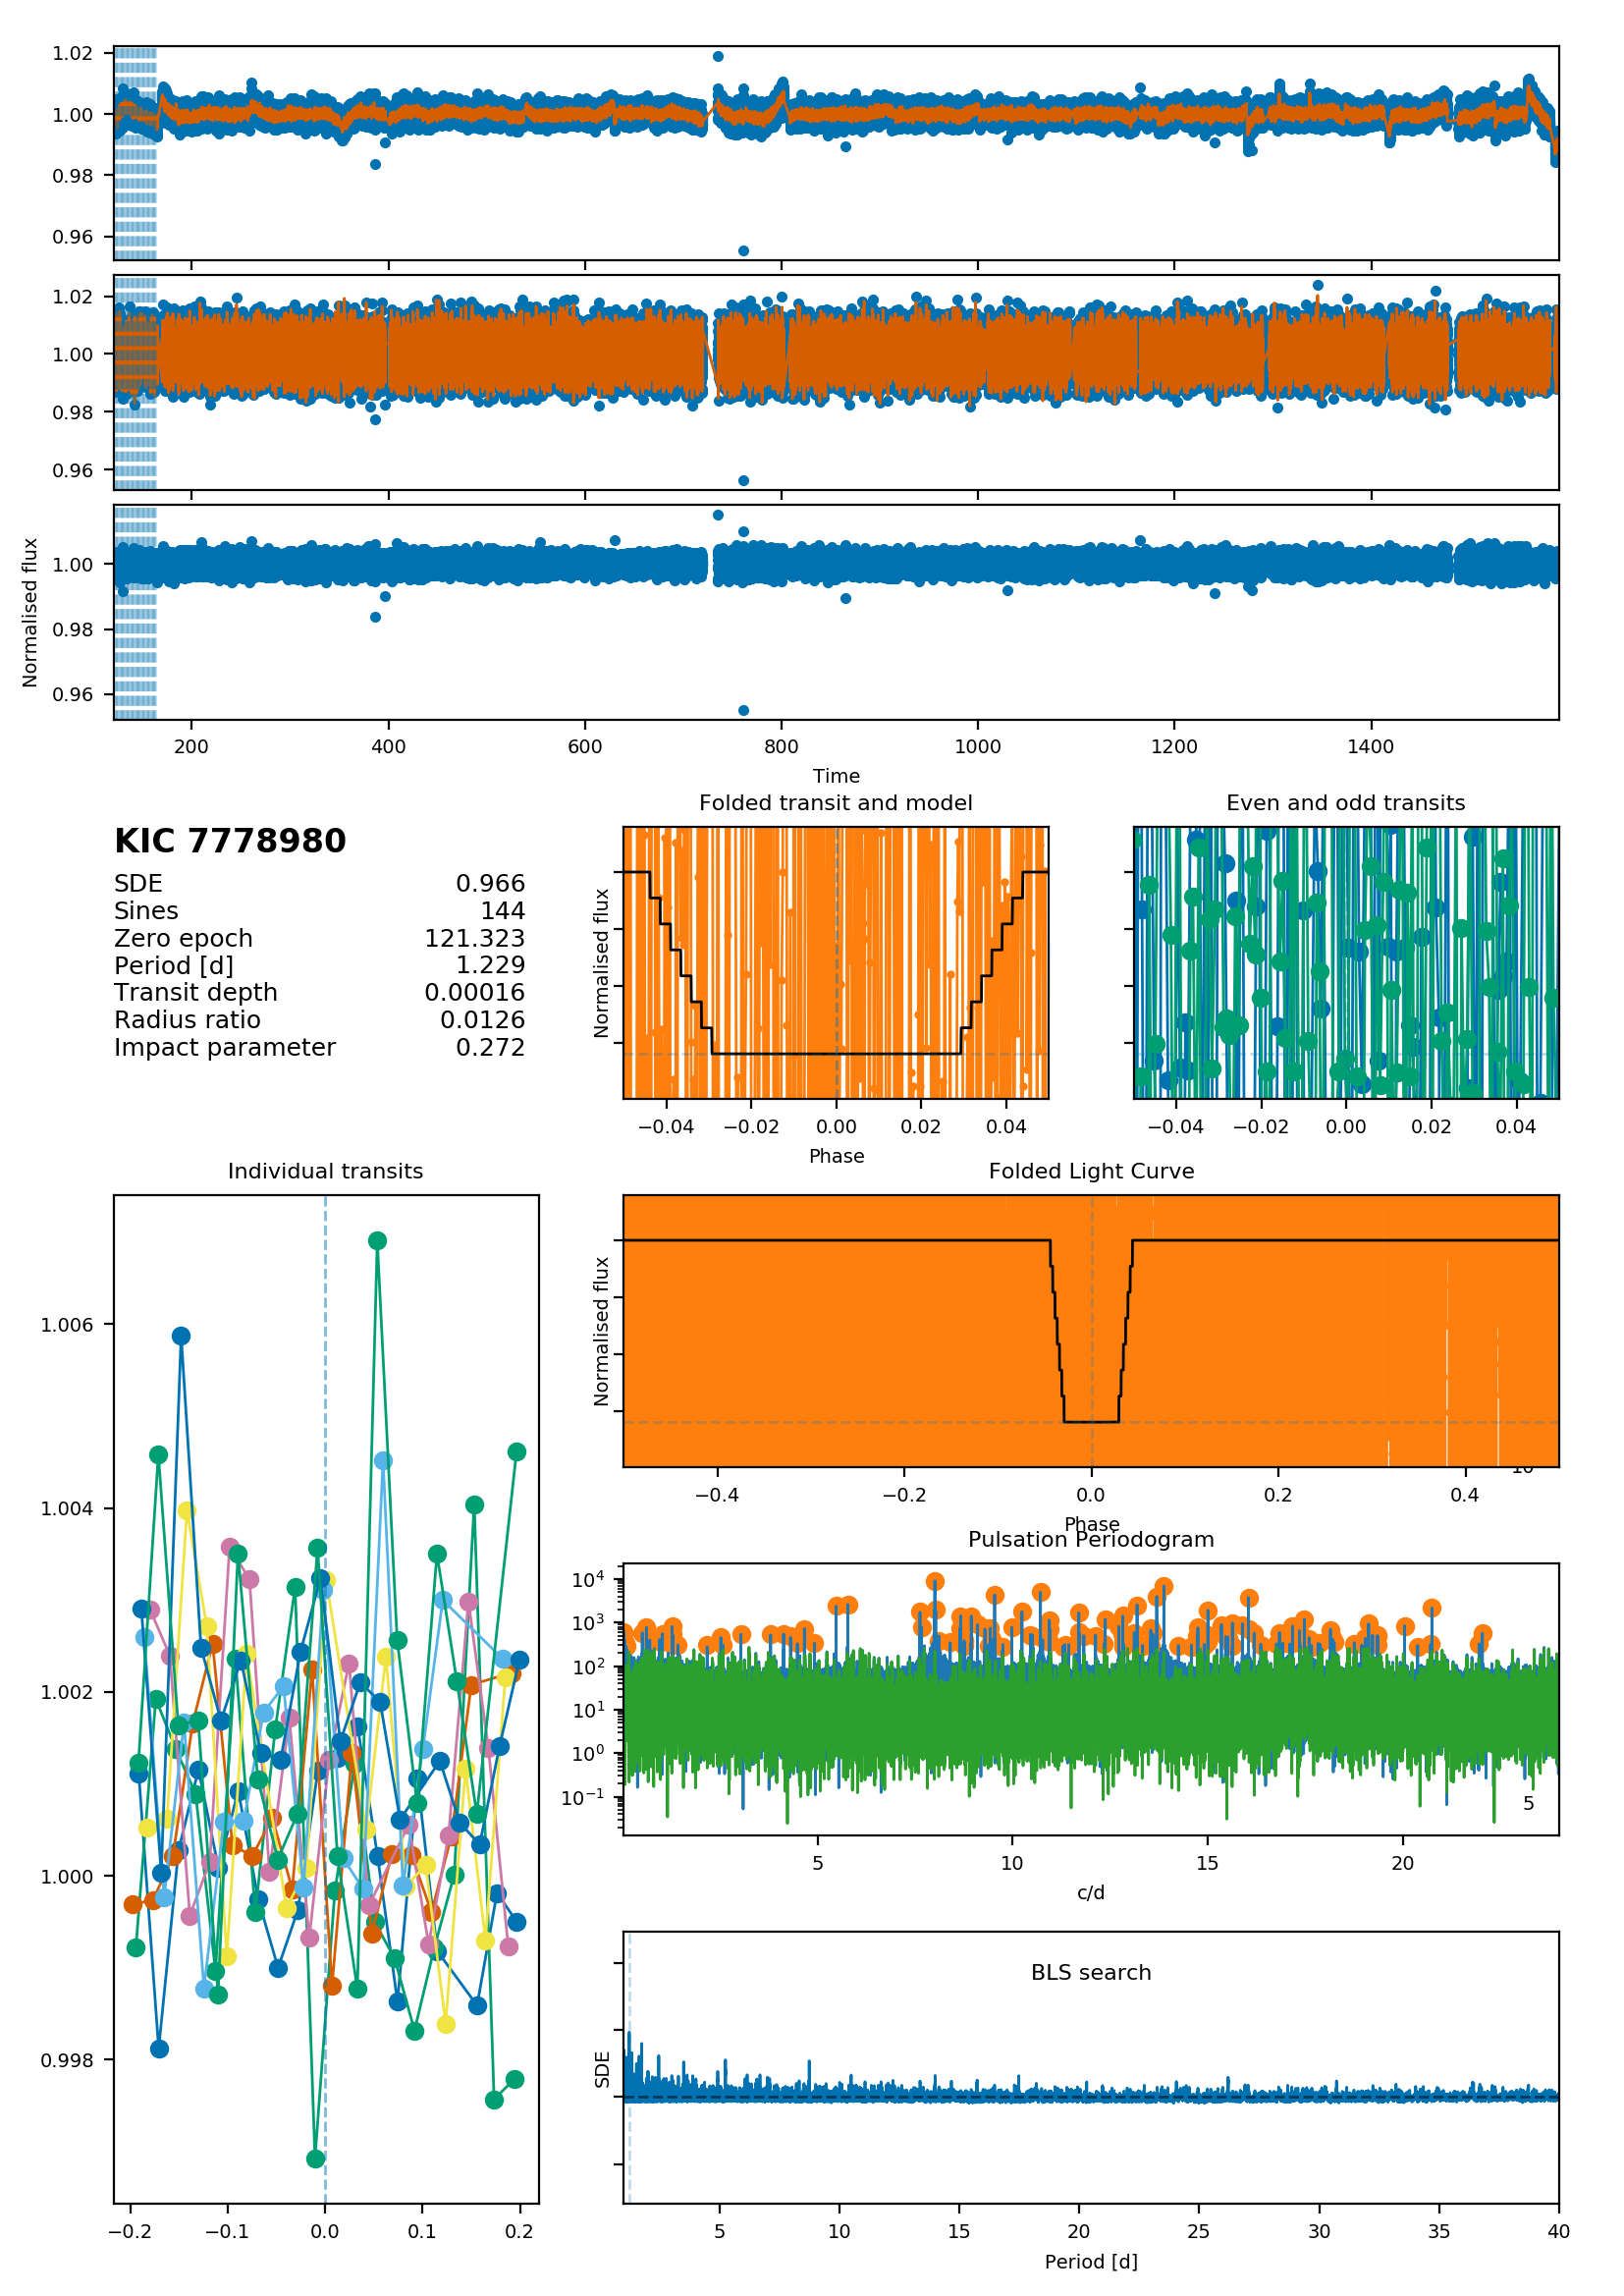 1.02
1.00
0.98
0.96
1.02
1.00
0.98
0.96
1.00
0.98
0.96
Normalised flux
200 400 600 800 1000 1200 1400
Time
KIC 7778980
SDE 0.966
Sines 144
Zero epoch 121.323
Period [d] 1.229
Transit depth 0.00016
Radius ratio 0.0126
Impact parameter 0.272
Folded transit and model
Normalised flux
−0.04 −0.02 0.00 0.02 0.04
Phase
Even and odd transits
−0.04 −0.02 0.00 0.02 0.04
Individual transits
1.006
1.004
1.002
1.000
0.998
−0.2 −0.1 0.0 0.1 0.2
Folded Light Curve
Normalised flux
−0.4 −0.2 0.0 0.2 0.4
Phase
Pulsation Periodogram
10⁴
10³
10²
10¹
10⁰
10⁻¹
5
5 10 15 20
c/d
BLS search
SDE
5 10 15 20 25 30 35 40
Period [d]